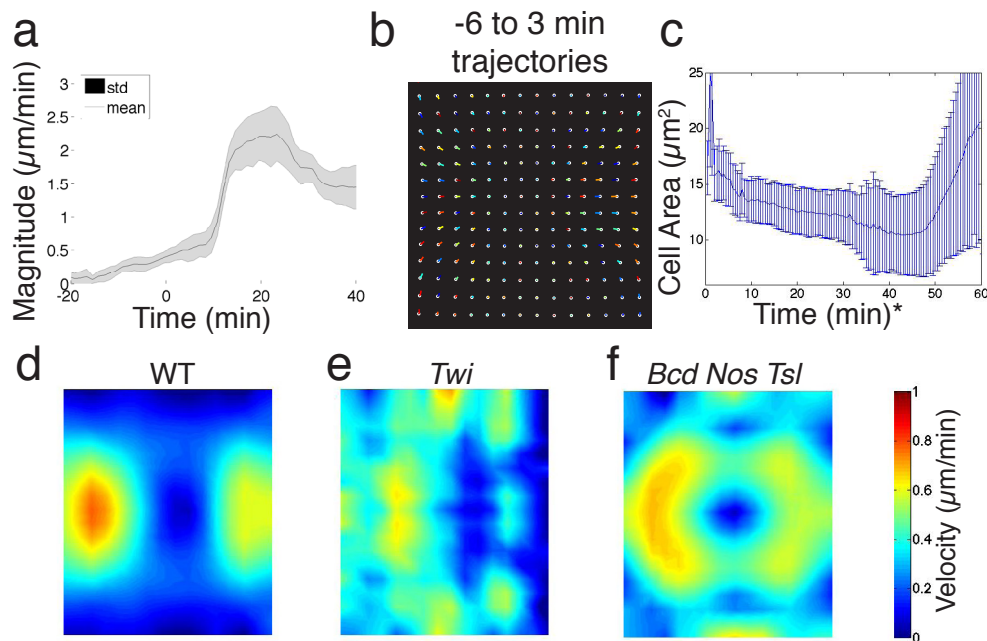 a
Magnitude (µm/min)
3
2.5
2
1.5
1
0.5
0
std
mean
-20
0
20
40
Time (min)
b
-6 to 3 min
trajectories
c
Cell Area (µm²)
25
20
15
10
0
10
20
30
40
50
60
Time (min)*
d
WT
e
Twi
f
Bcd Nos Tsl
1
0.8
0.6
0.4
0.2
0
Velocity (µm/min)